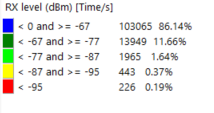 RX level (dBm) [Time/s]
< 0 and >= -67 103065 86.14%
< -67 and >= -77 13949 11.66%
< -77 and >= -87 1965 1.64%
< -87 and >= -95 443 0.37%
< -95 226 0.19%